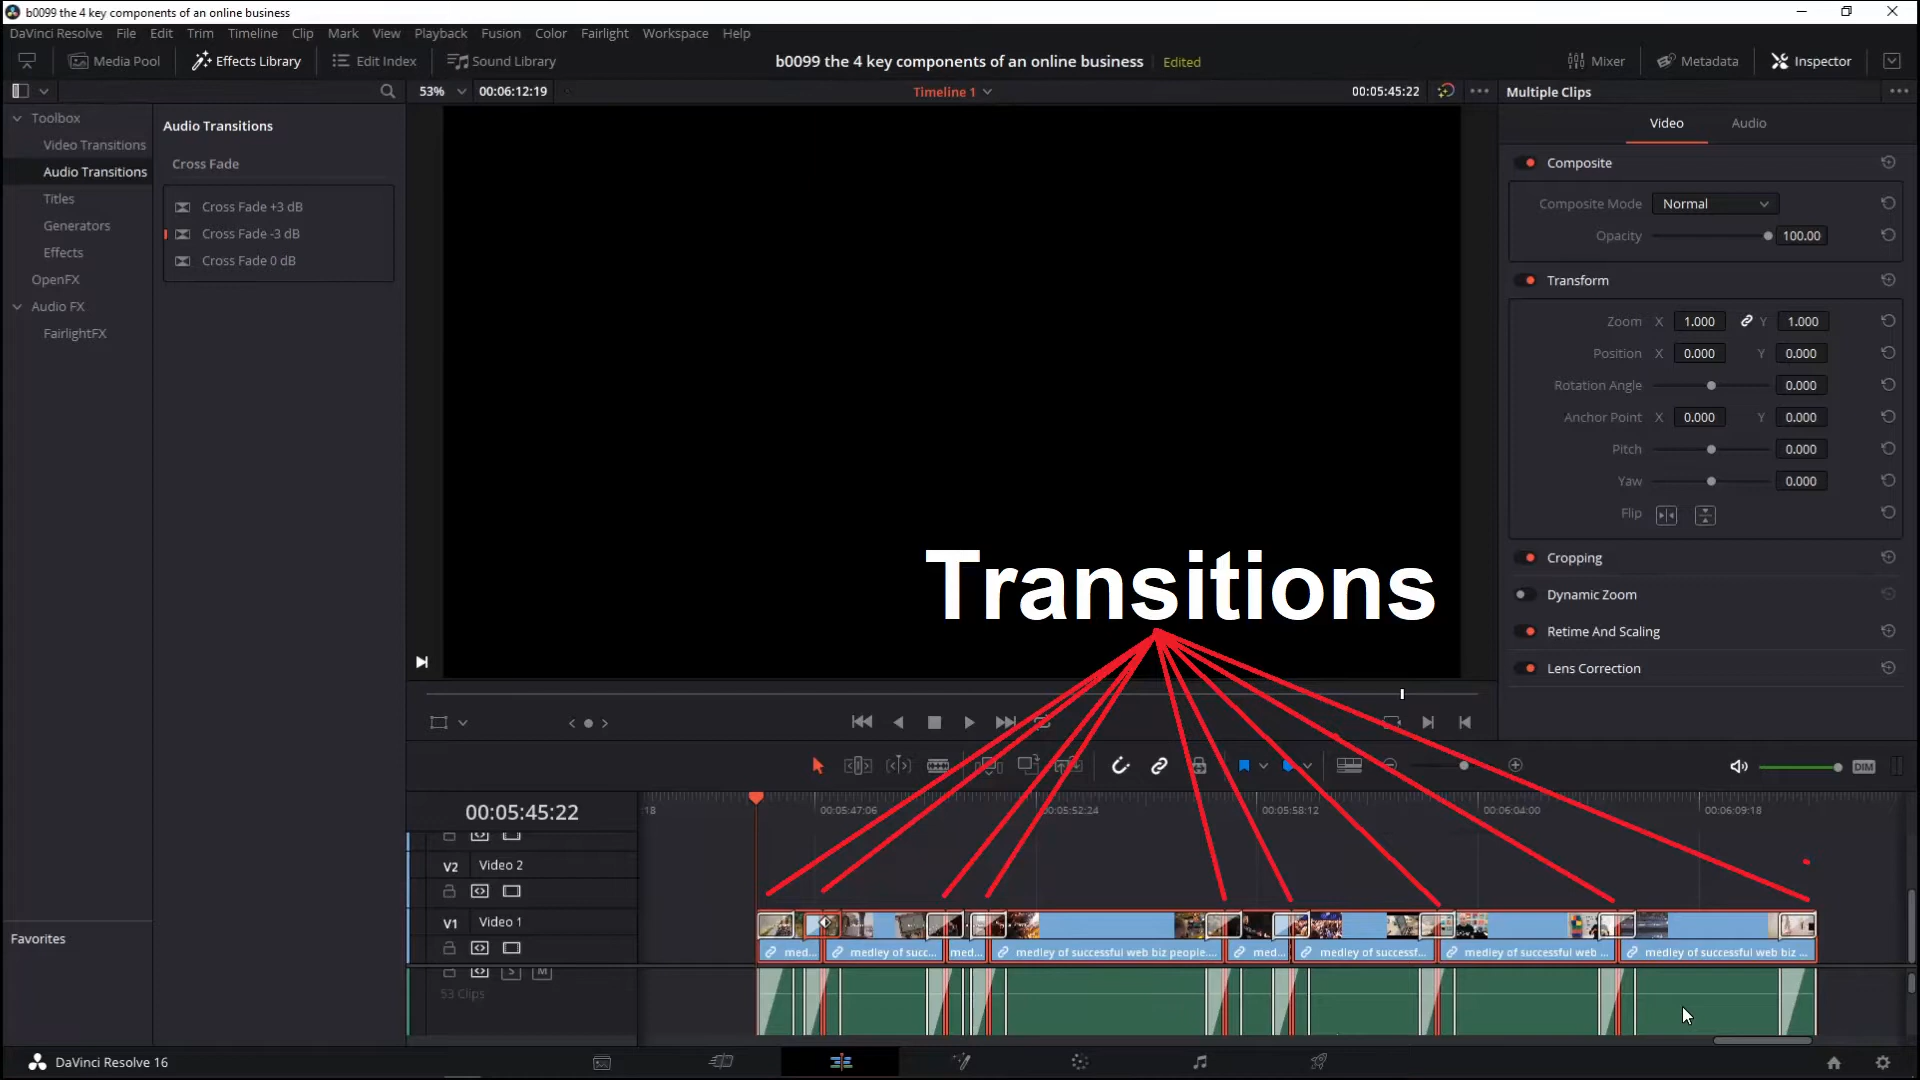 b0099 the 4 key components of an online business
DaVinci Resolve File Edit Trim Timeline Clip Mark View Playback Fusion Color Fairlight Workspace Help
Media Pool Effects Library Edit Index Sound Library b0099 the 4 key components of an online business Edited Mixer Metadata Inspector
53% 00:06:12:19 Timeline 1 00:05:45:22 Multiple Clips
Toolbox
Video Transitions
Audio Transitions
Titles
Generators
Effects
OpenFX
Audio FX
FairlightFX
Favorites
Audio Transitions
Cross Fade
Cross Fade +3 dB
Cross Fade -3 dB
Cross Fade 0 dB
Transitions
Video Audio
Composite
Composite Mode Normal
Opacity 100.00
Transform
Zoom X 1.000 Y 1.000
Position X 0.000 Y 0.000
Rotation Angle 0.000
Anchor Point X 0.000 Y 0.000
Pitch 0.000
Yaw 0.000
Flip
Cropping
Dynamic Zoom
Retime And Scaling
Lens Correction
DIM
00:05:45:22 :18 00:05:47:06 00:05:52:24 00:05:58:12 00:06:04:00 00:06:09:18
V2 Video 2
V1 Video 1
med... medley of succ... med... medley of successful web biz people.... med... medley of successf... medley of successful web ... medley of successful web biz ...
S M
53 Clips
DaVinci Resolve 16